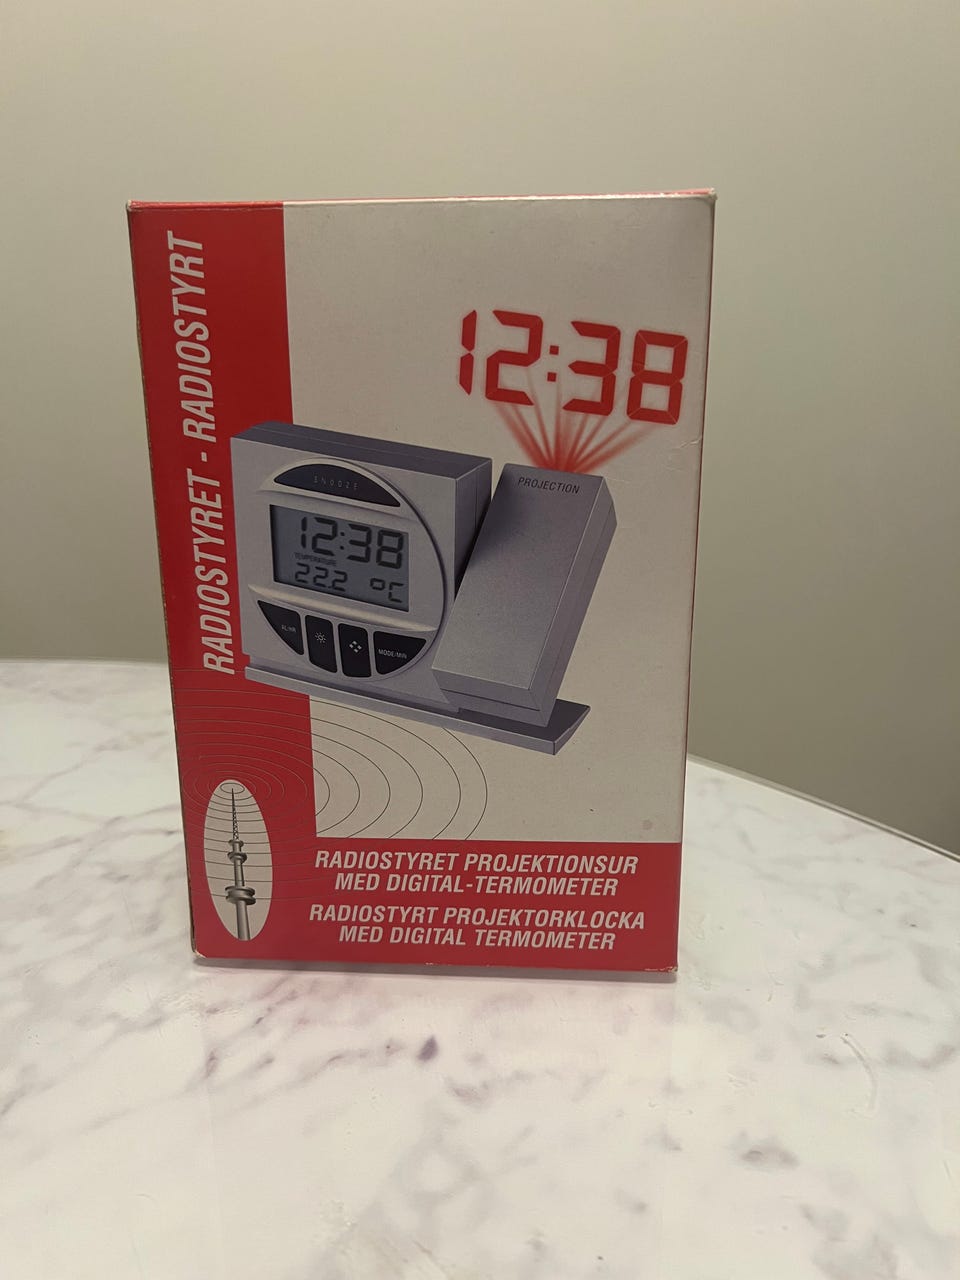 RADIOSTYRET - RADIOSTYRT
12:38
PROJECTION
SNOOZE
12:38
TEMPERATURE
22.2 °C
AL/HR
MODE/MIN
RADIOSTYRET PROJEKTIONSUR
MED DIGITAL-TERMOMETER
RADIOSTYRT PROJEKTORKLOCKA
MED DIGITAL TERMOMETER